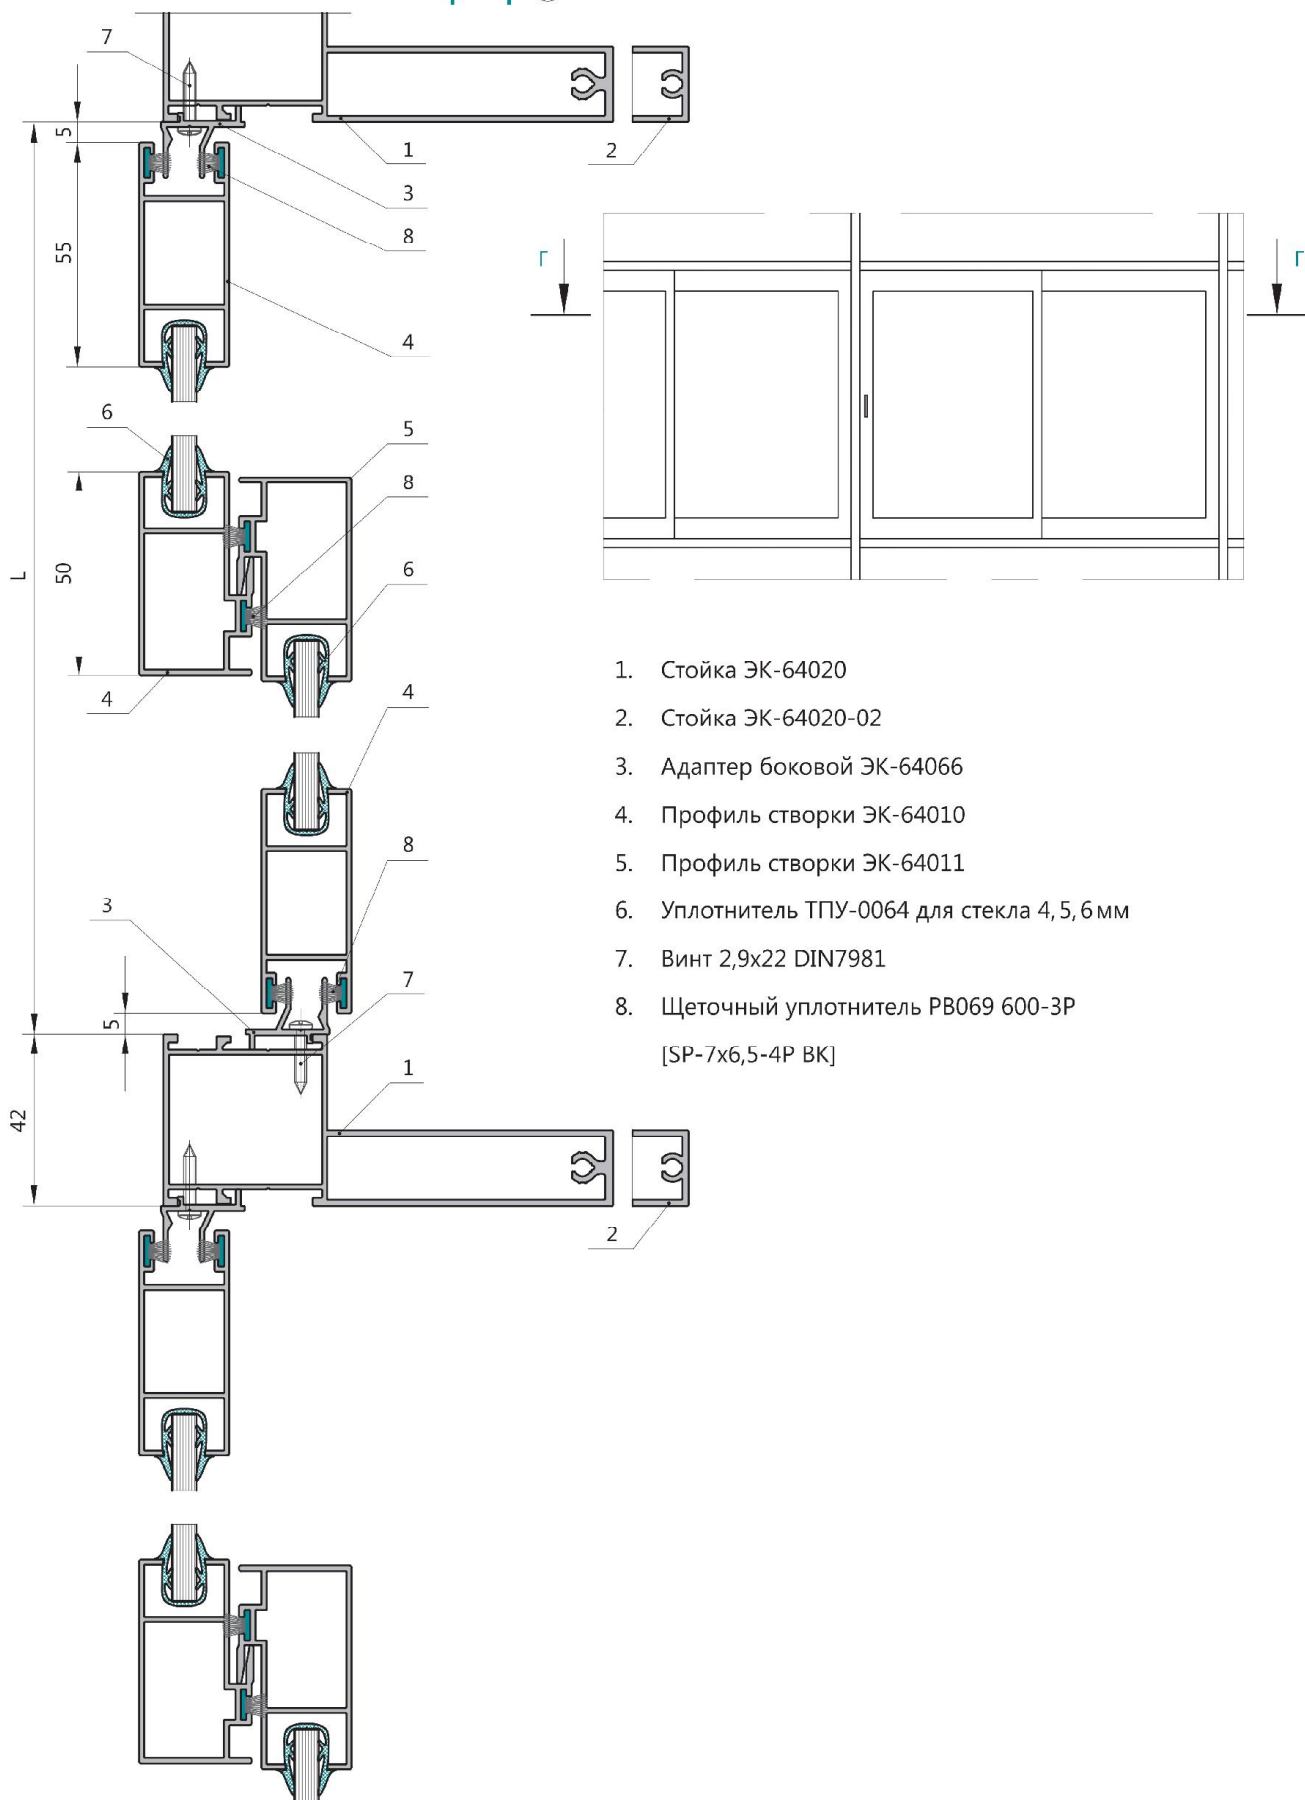 7
5
1
2
3
8
Г
Г
55
4
6
5
8
50
L
6
4
4
8
3
7
5
1
42
2
1. Стойка ЭК-64020
2. Стойка ЭК-64020-02
3. Адаптер боковой ЭК-64066
4. Профиль створки ЭК-64010
5. Профиль створки ЭК-64011
6. Уплотнитель ТПУ-0064 для стекла 4, 5, 6 мм
7. Винт 2,9х22 DIN7981
8. Щеточный уплотнитель PB069 600-3P
[SP-7x6,5-4P BK]